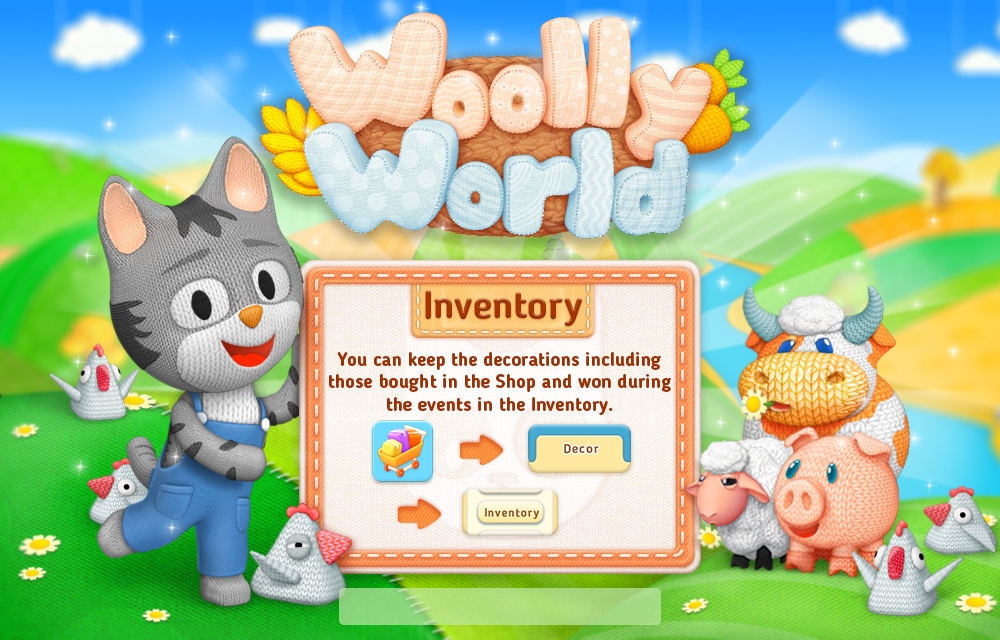 Woolly
World
Inventory
You can keep the decorations including
those bought in the Shop and won during
the events in the Inventory.
Decor
Inventory